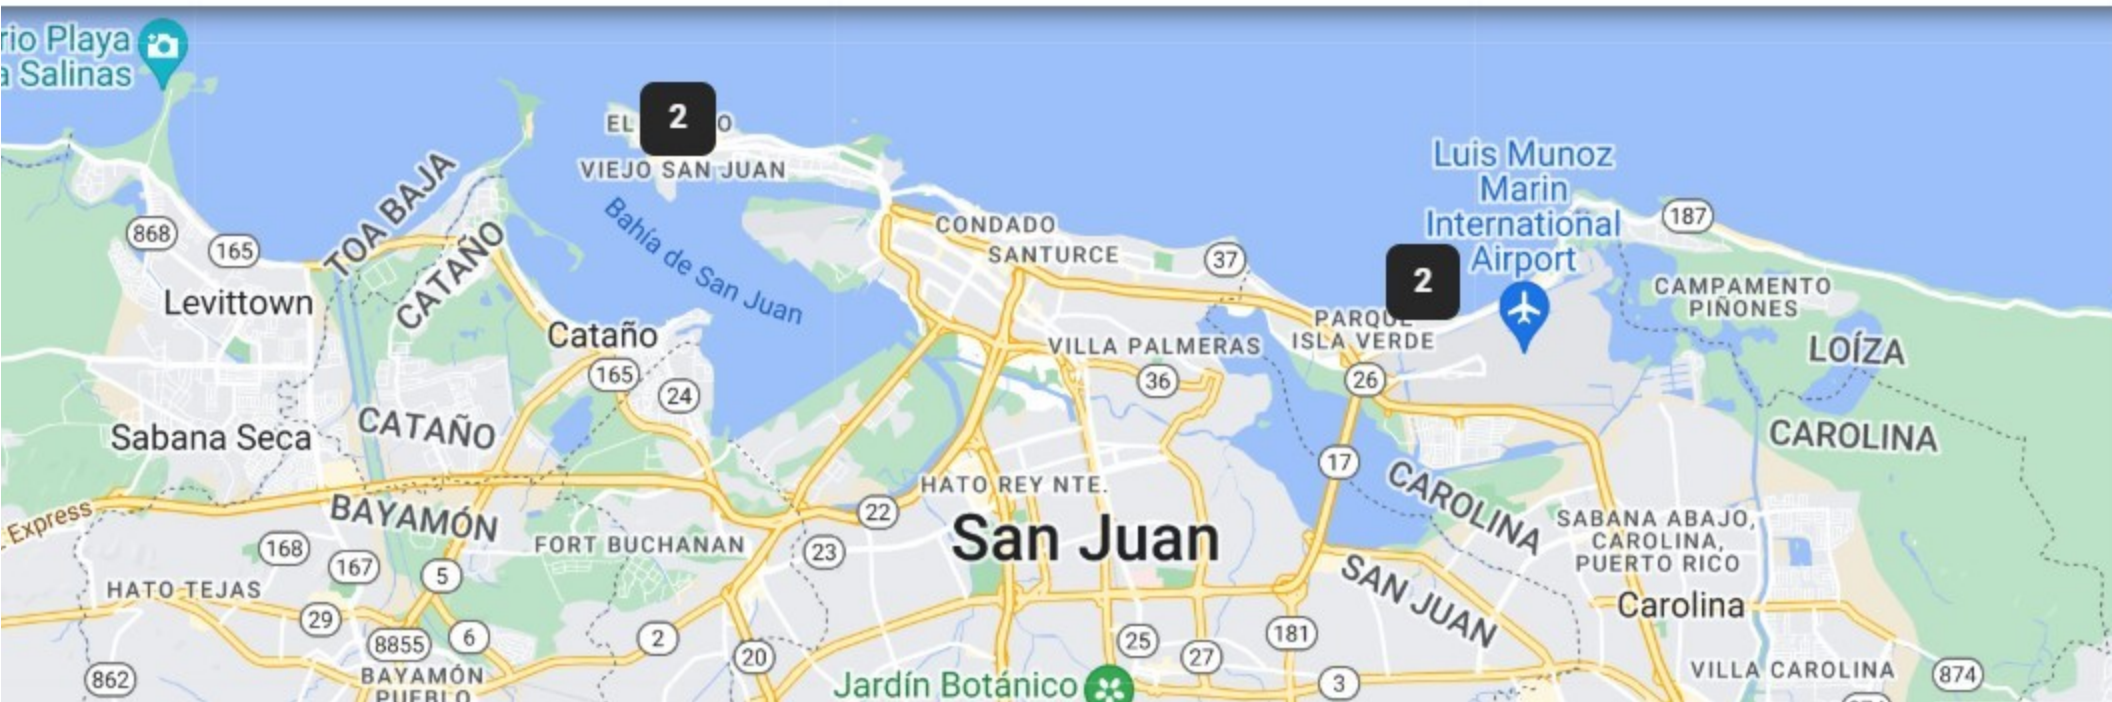 rio Playa
a Salinas
2
EL
O
VIEJO SAN JUAN
Luis Munoz
Marin
International
Airport
187
868
165
TOA BAJA
CATAÑO
Bahía de San Juan
CONDADO
SANTURCE
37
2
CAMPAMENTO
PIÑONES
Levittown
Cataño
PARQUE
ISLA VERDE
VILLA PALMERAS
LOÍZA
165
24
36
26
Sabana Seca
CATAÑO
CAROLINA
17
CAROLINA
HATO REY NTE.
Express
BAYAMÓN
22
San Juan
SABANA ABAJO,
CAROLINA,
PUERTO RICO
168
167
FORT BUCHANAN
23
5
SAN JUAN
HATO TEJAS
Carolina
29
8855
6
2
20
25
27
181
862
BAYAMÓN
PUEBLO
Jardín Botánico
3
VILLA CAROLINA
874